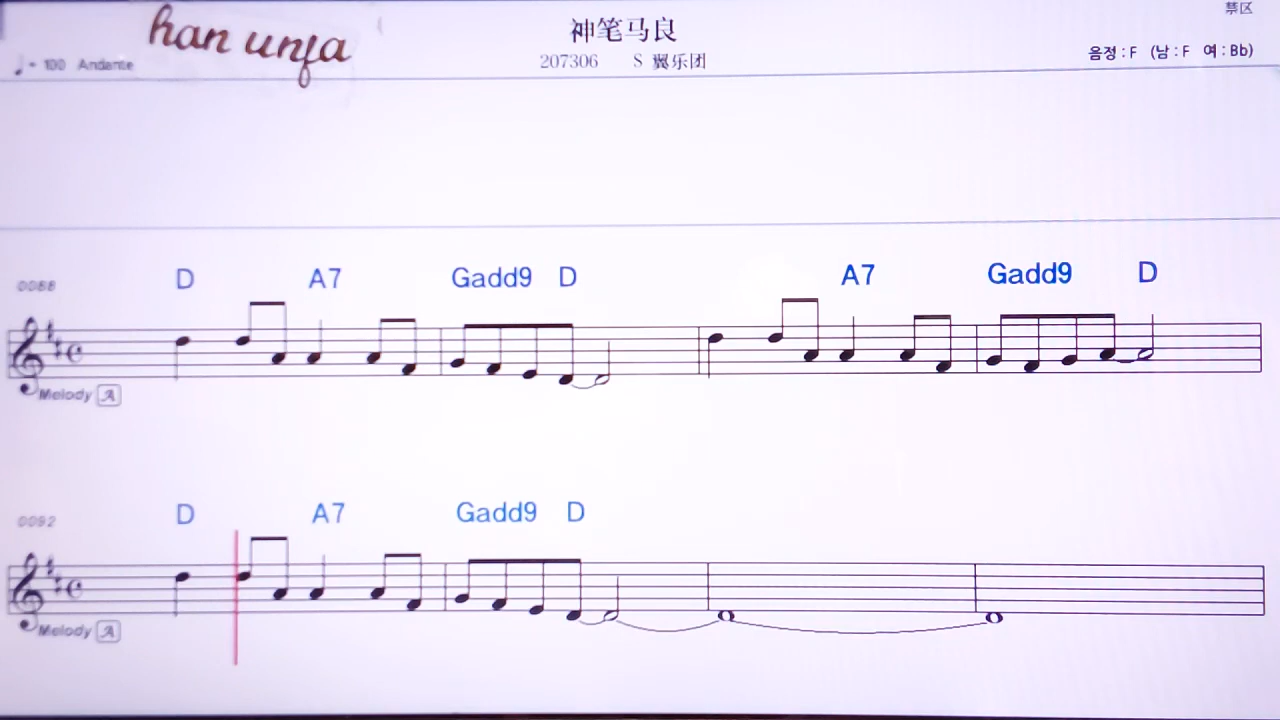 禁区
han unja
神笔马良
♩= 100 Andante
207306 S 翼乐团
음정 : F (남 : F 여 : Bb)
0088
D A7 Gadd9 D A7 Gadd9 D
Melody A
0092
D A7 Gadd9 D
Melody A